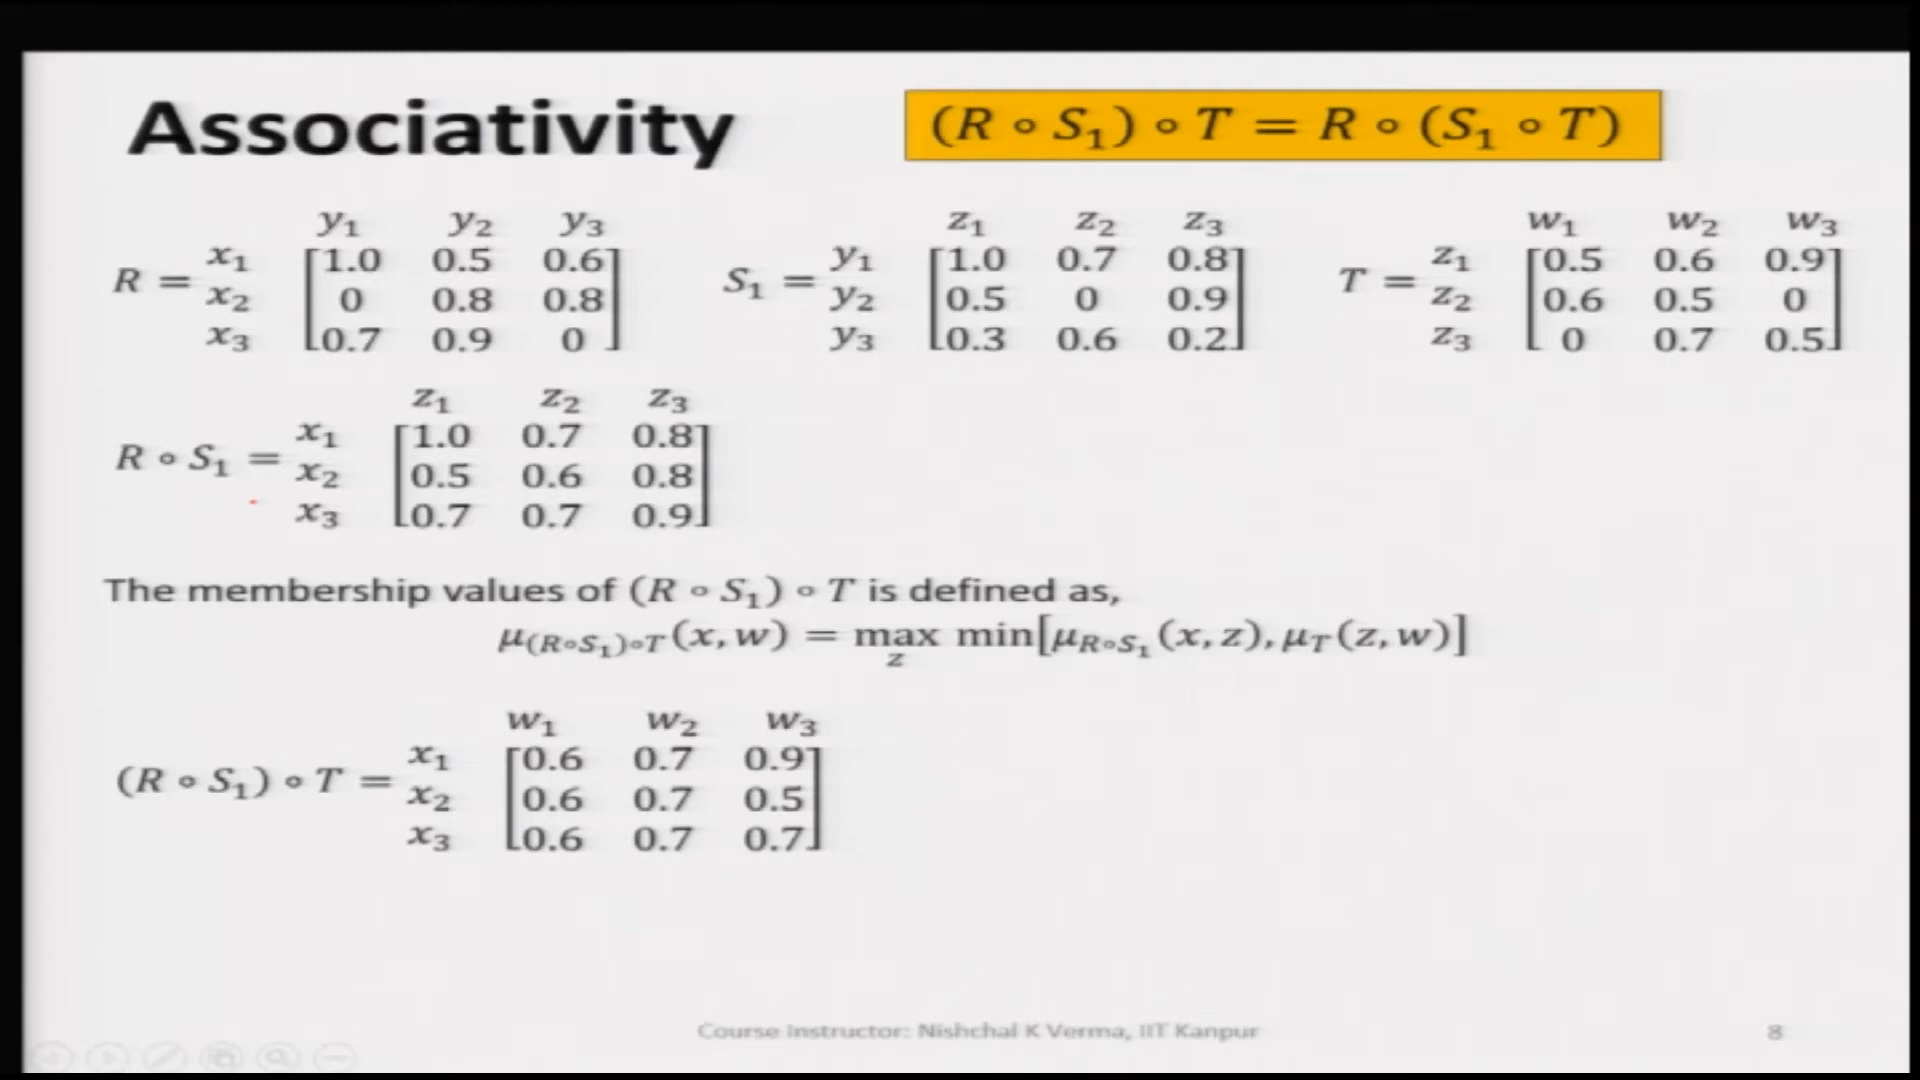 Associativity
(R ∘ S₁) ∘ T = R ∘ (S₁ ∘ T)
y₁ y₂ y₃
R = x₁ [1.0 0.5 0.6]
x₂ [0 0.8 0.8]
x₃ [0.7 0.9 0]
z₁ z₂ z₃
S₁ = y₁ [1.0 0.7 0.8]
y₂ [0.5 0 0.9]
y₃ [0.3 0.6 0.2]
w₁ w₂ w₃
T = z₁ [0.5 0.6 0.9]
z₂ [0.6 0.5 0]
z₃ [0 0.7 0.5]
z₁ z₂ z₃
R ∘ S₁ = x₁ [1.0 0.7 0.8]
x₂ [0.5 0.6 0.8]
x₃ [0.7 0.7 0.9]
The membership values of (R ∘ S₁) ∘ T is defined as,
μ₍R∘S₁₎∘T (x, w) = max min[μR∘S₁ (x, z), μT (z, w)]
z
w₁ w₂ w₃
(R ∘ S₁) ∘ T = x₁ [0.6 0.7 0.9]
x₂ [0.6 0.7 0.5]
x₃ [0.6 0.7 0.7]
Course Instructor: Nishchal K Verma, IIT Kanpur
8